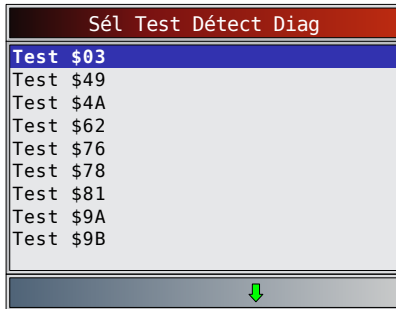 Sél Test Détect Diag
Test $03
Test $49
Test $4A
Test $62
Test $76
Test $78
Test $81
Test $9A
Test $9B